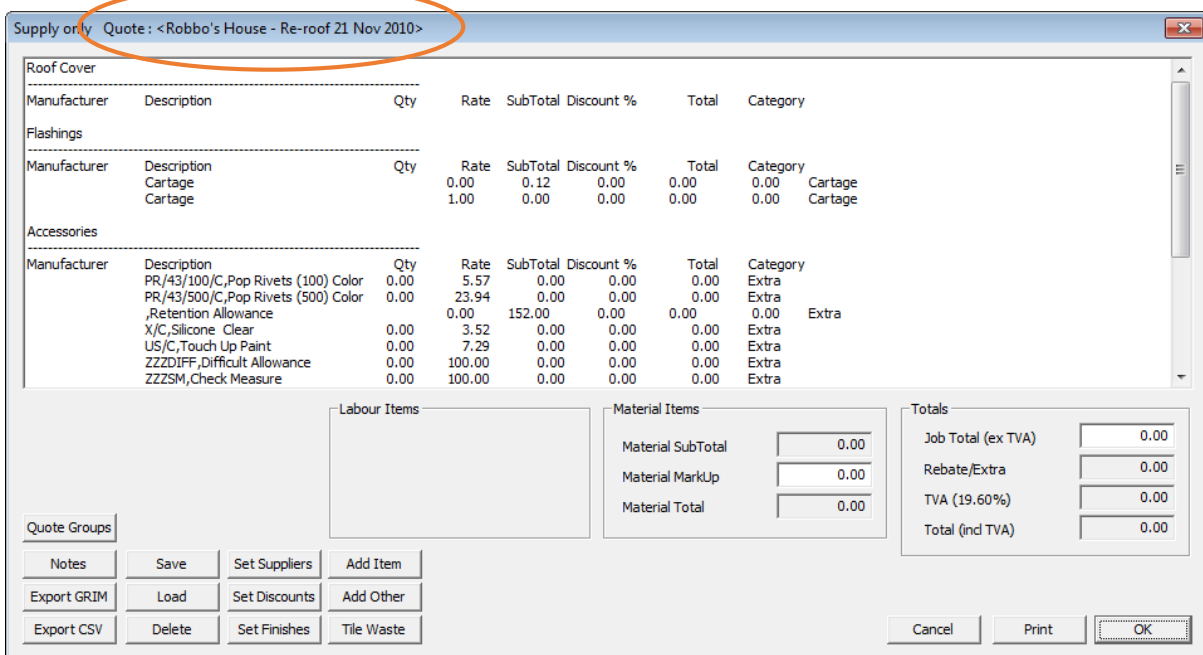 Supply only Quote : <Robbo's House - Re-roof 21 Nov 2010>
Roof Cover
--------------------------------------------------------------------------------
Manufacturer Description Qty Rate SubTotal Discount % Total Category
Flashings
--------------------------------------------------------------------------------
Manufacturer Description Qty Rate SubTotal Discount % Total Category
Cartage 0.00 0.12 0.00 0.00 0.00 Cartage
Cartage 1.00 0.00 0.00 0.00 0.00 Cartage
Accessories
--------------------------------------------------------------------------------
Manufacturer Description Qty Rate SubTotal Discount % Total Category
PR/43/100/C,Pop Rivets (100) Color 0.00 5.57 0.00 0.00 0.00 Extra
PR/43/500/C,Pop Rivets (500) Color 0.00 23.94 0.00 0.00 0.00 Extra
,Retention Allowance 0.00 152.00 0.00 0.00 0.00 Extra
X/C,Silicone Clear 0.00 3.52 0.00 0.00 0.00 Extra
US/C,Touch Up Paint 0.00 7.29 0.00 0.00 0.00 Extra
ZZZDIFF,Difficult Allowance 0.00 100.00 0.00 0.00 0.00 Extra
ZZZSM,Check Measure 0.00 100.00 0.00 0.00 0.00 Extra
Labour Items
Material Items
Material SubTotal 0.00
Material MarkUp 0.00
Material Total 0.00
Totals
Job Total (ex TVA) 0.00
Rebate/Extra 0.00
TVA (19.60%) 0.00
Total (incl TVA) 0.00
Quote Groups
Notes Save Set Suppliers Add Item
Export GRIM Load Set Discounts Add Other
Export CSV Delete Set Finishes Tile Waste
Cancel Print OK